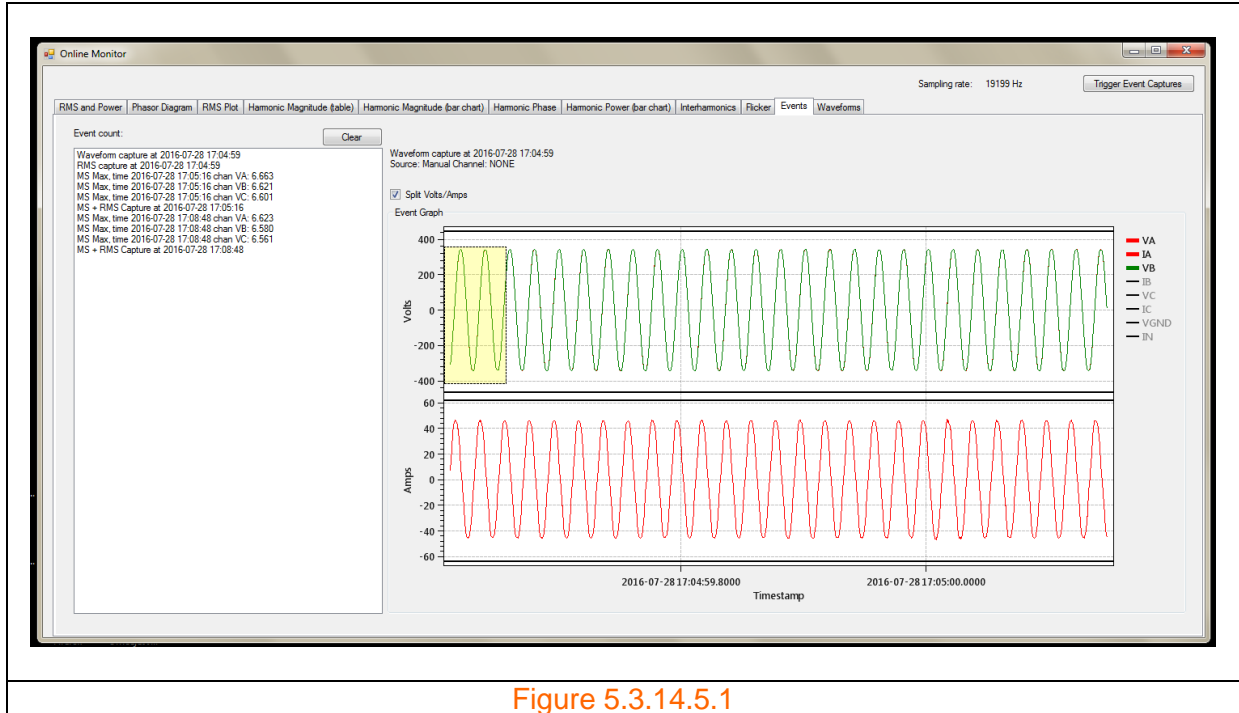 Online Monitor
Sampling rate: 19199 Hz
Trigger Event Captures
RMS and Power Phasor Diagram RMS Plot Harmonic Magnitude (table) Harmonic Magnitude (bar chart) Harmonic Phase Harmonic Power (bar chart) Interharmonics Flicker Events Waveforms
Event count:
Clear
Waveform capture at 2016-07-28 17:04:59
RMS capture at 2016-07-28 17:04:59
MS Max, time 2016-07-28 17:05:16 chan VA: 6.663
MS Max, time 2016-07-28 17:05:16 chan VB: 6.621
MS Max, time 2016-07-28 17:05:16 chan VC: 6.601
MS + RMS Capture at 2016-07-28 17:05:16
MS Max, time 2016-07-28 17:08:48 chan VA: 6.623
MS Max, time 2016-07-28 17:08:48 chan VB: 6.580
MS Max, time 2016-07-28 17:08:48 chan VC: 6.561
MS + RMS Capture at 2016-07-28 17:08:48
Waveform capture at 2016-07-28 17:04:59
Source: Manual Channel: NONE
Split Volts/Amps
Event Graph
400
200
0
-200
-400
Volts
60
40
20
0
-20
-40
-60
Amps
2016-07-28 17:04:59.8000
2016-07-28 17:05:00.0000
Timestamp
VA
IA
VB
IB
VC
IC
VGND
IN
Figure 5.3.14.5.1